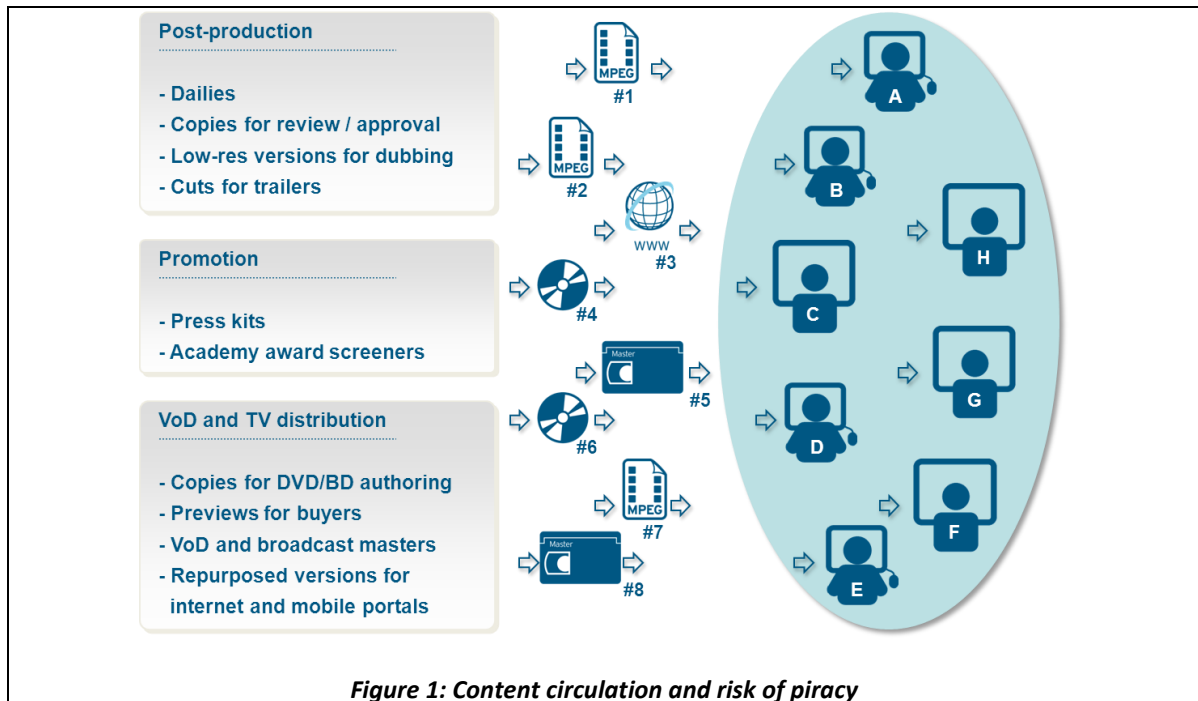 Post-production
- Dailies
- Copies for review / approval
- Low-res versions for dubbing
- Cuts for trailers
Promotion
- Press kits
- Academy award screeners
VoD and TV distribution
- Copies for DVD/BD authoring
- Previews for buyers
- VoD and broadcast masters
- Repurposed versions for
internet and mobile portals
MPEG
#1
MPEG
#2
www
#3
#4
Master
#5
#6
MPEG
#7
Master
#8
A
B
H
C
G
D
F
E
Figure 1: Content circulation and risk of piracy